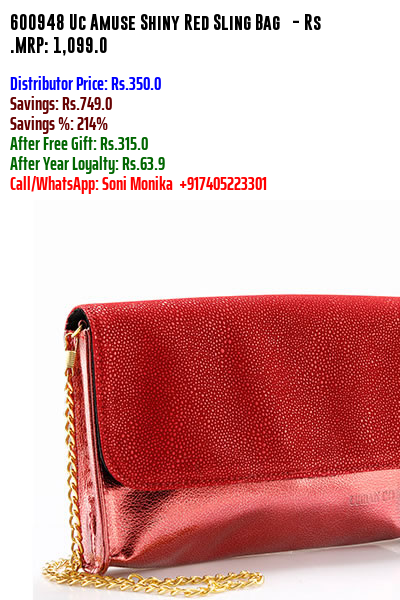 600948 Uc Amuse Shiny Red Sling Bag - Rs
.MRP: 1,099.0
Distributor Price: Rs.350.0
Savings: Rs.749.0
Savings %: 214%
After Free Gift: Rs.315.0
After Year Loyalty: Rs.63.9
Call/WhatsApp: Soni Monika +917405223301